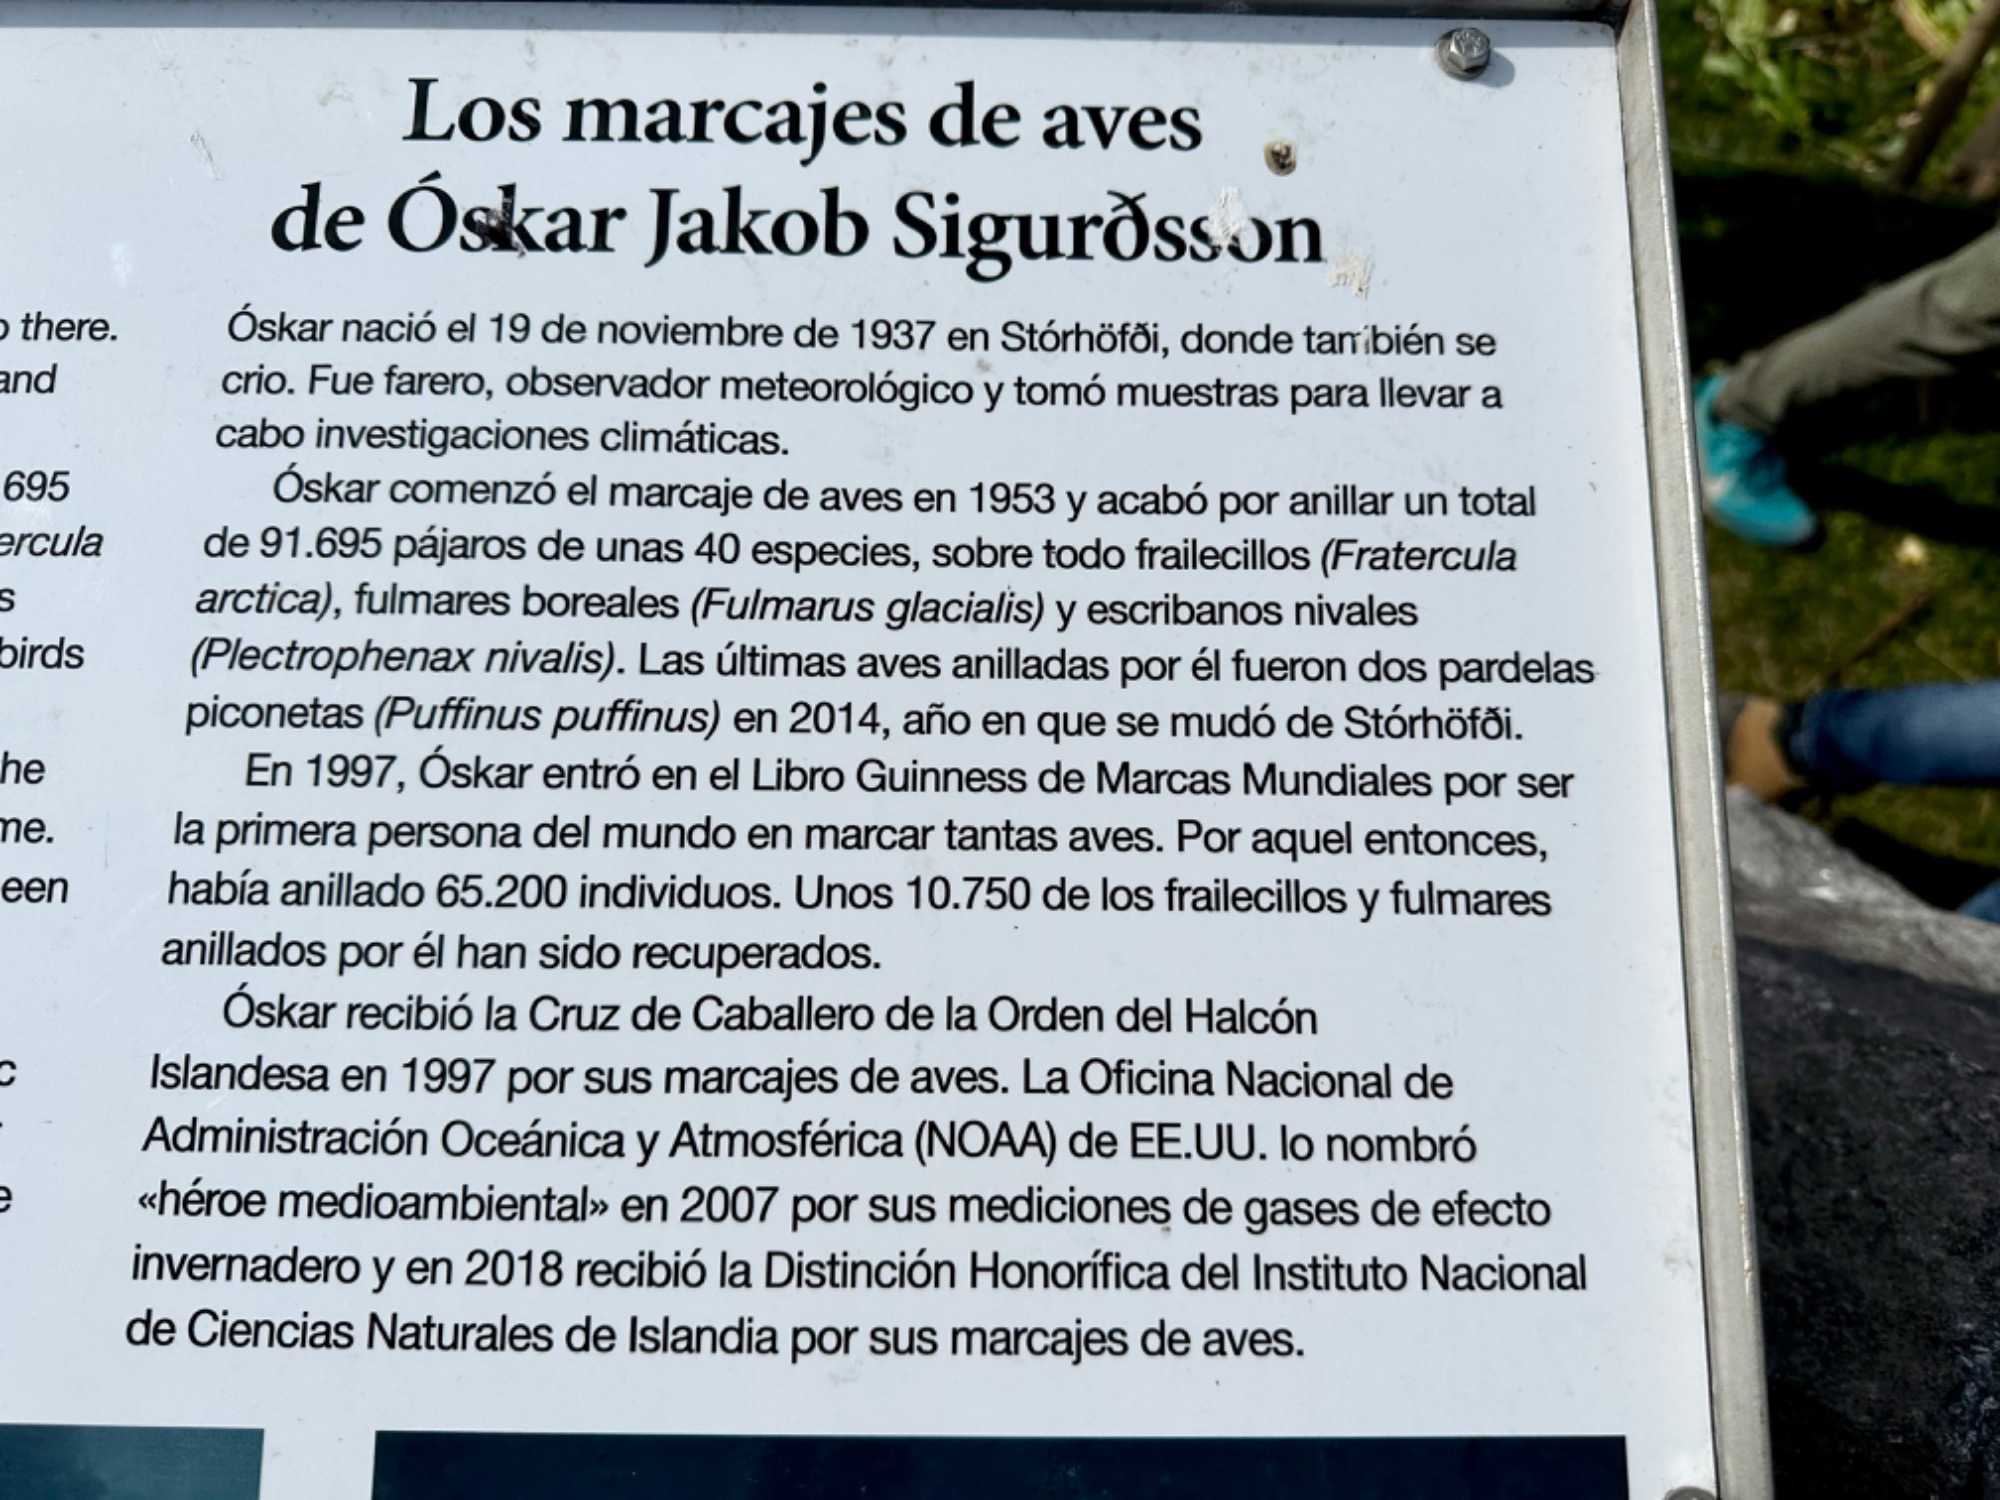 Los marcajes de aves
de Óskar Jakob Sigurðsson
Óskar nació el 19 de noviembre de 1937 en Stórhöfði, donde también se
crio. Fue farero, observador meteorológico y tomó muestras para llevar a
cabo investigaciones climáticas.
Óskar comenzó el marcaje de aves en 1953 y acabó por anillar un total
de 91.695 pájaros de unas 40 especies, sobre todo frailecillos (Fratercula
arctica), fulmares boreales (Fulmarus glacialis) y escribanos nivales
(Plectrophenax nivalis). Las últimas aves anilladas por él fueron dos pardelas
piconetas (Puffinus puffinus) en 2014, año en que se mudó de Stórhöfði.
En 1997, Óskar entró en el Libro Guinness de Marcas Mundiales por ser
la primera persona del mundo en marcar tantas aves. Por aquel entonces,
había anillado 65.200 individuos. Unos 10.750 de los frailecillos y fulmares
anillados por él han sido recuperados.
Óskar recibió la Cruz de Caballero de la Orden del Halcón
Islandesa en 1997 por sus marcajes de aves. La Oficina Nacional de
Administración Oceánica y Atmosférica (NOAA) de EE.UU. lo nombró
«héroe medioambiental» en 2007 por sus mediciones de gases de efecto
invernadero y en 2018 recibió la Distinción Honorífica del Instituto Nacional
de Ciencias Naturales de Islandia por sus marcajes de aves.
there.
and
695
ercula
s
birds
he
me.
een
c
e